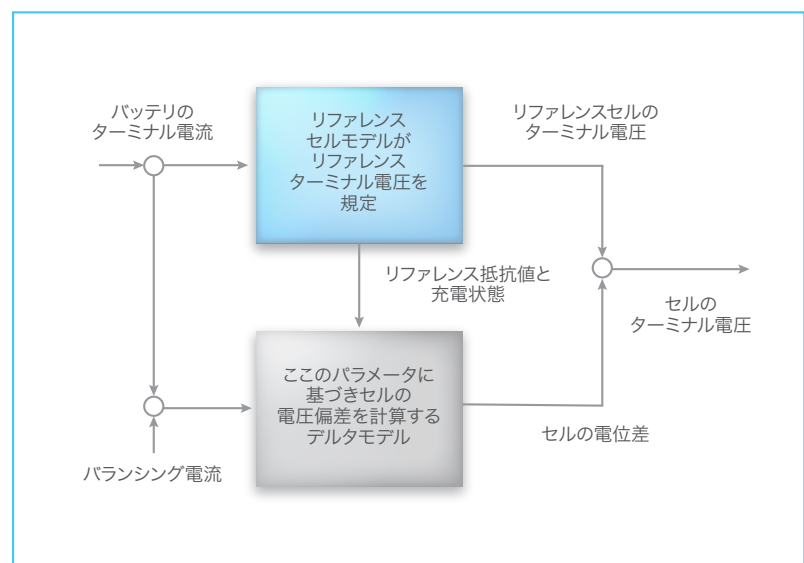 バッテリの
ターミナル電流
リファレンス
セルモデルが
リファレンス
ターミナル電圧を
規定
リファレンスセルの
ターミナル電圧
リファレンス抵抗値と
充電状態
セルの
ターミナル電圧
ここのパラメータに
基づきセルの
電圧偏差を計算する
デルタモデル
セルの電位差
バランシング電流